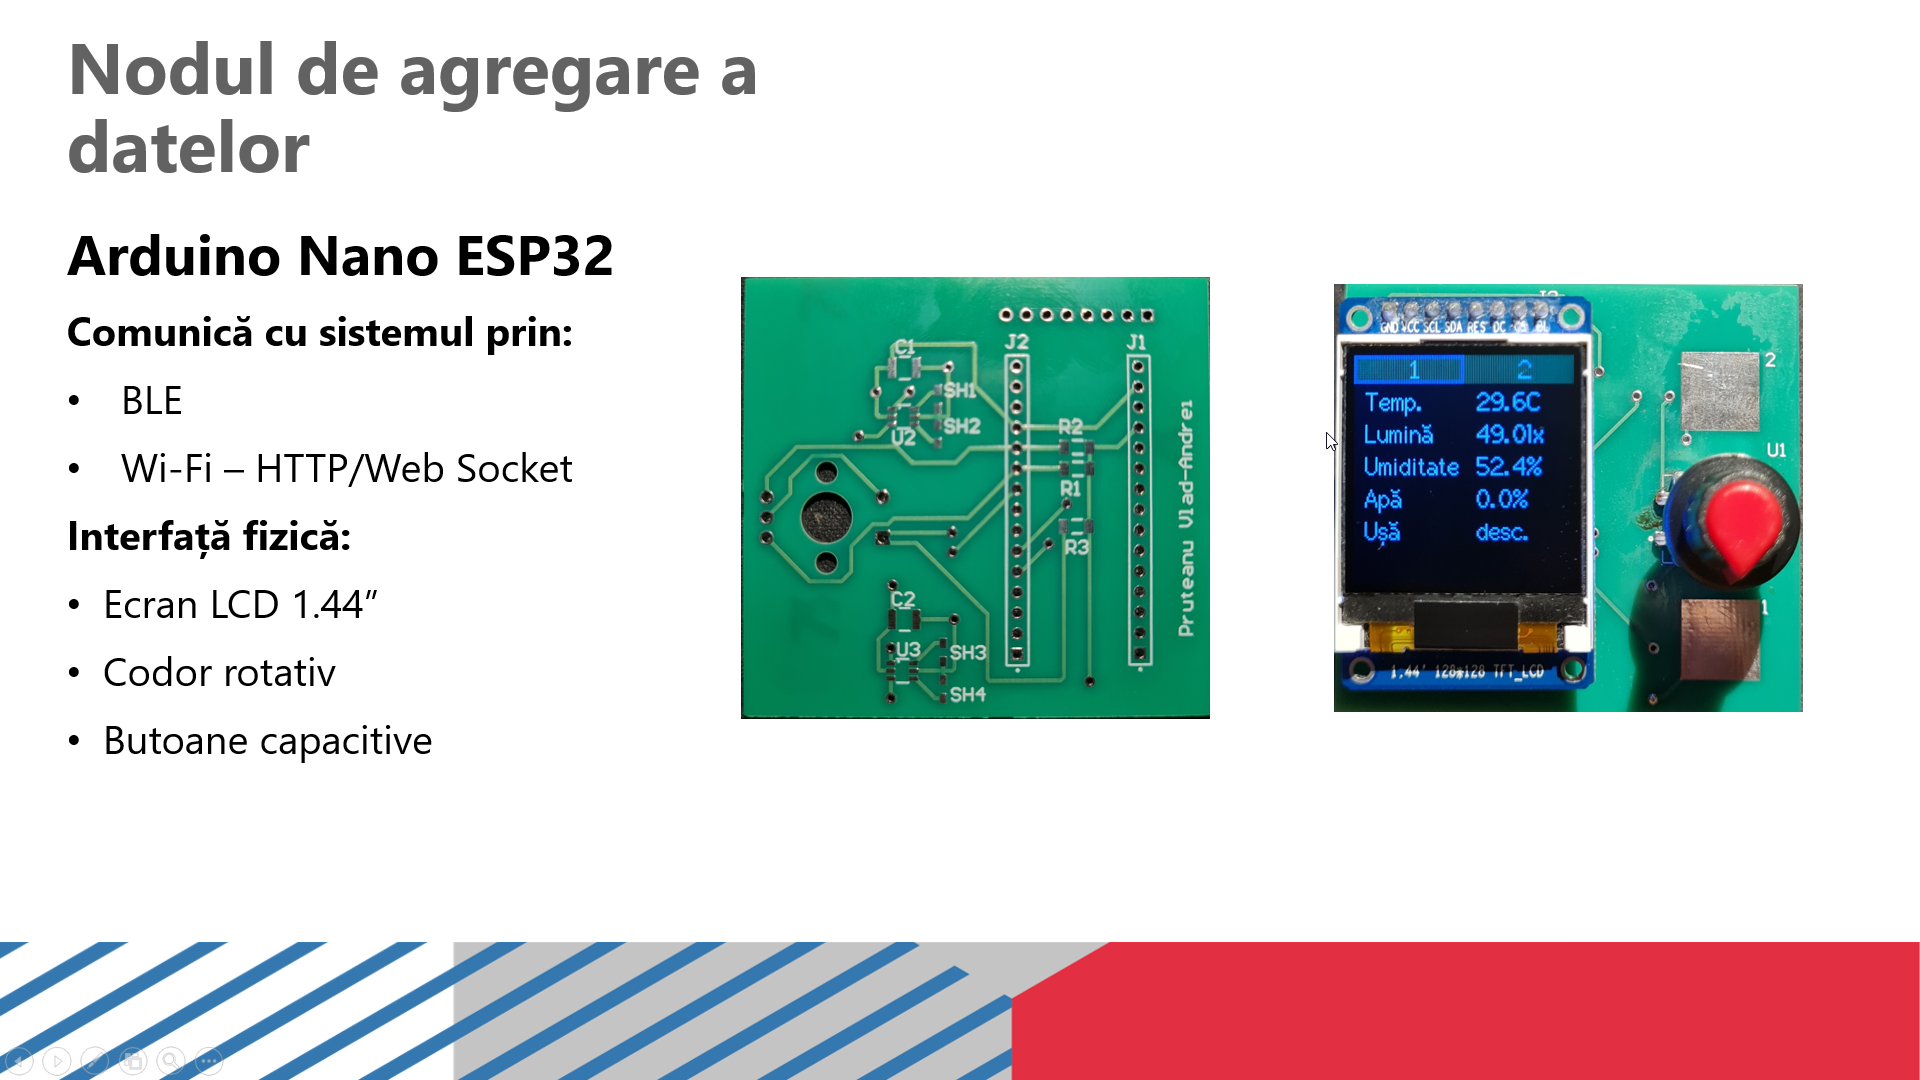 Nodul de agregare a
datelor
Arduino Nano ESP32
Comunică cu sistemul prin:
• BLE
• Wi-Fi – HTTP/Web Socket
Interfață fizică:
• Ecran LCD 1.44”
• Codor rotativ
• Butoane capacitive
C1
SH1
U2
SH2
J2
J1
R2
R1
R3
C2
U3
SH3
SH4
Pruteanu Vlad-Andrei
GND VCC SCL SDA RES DC CS BL
1 2
Temp. 29.6C
Lumină 49.0lx
Umiditate 52.4%
Apă 0.0%
Ușă desc.
1.44' 128*128 TFT_LCD
2
U1
1